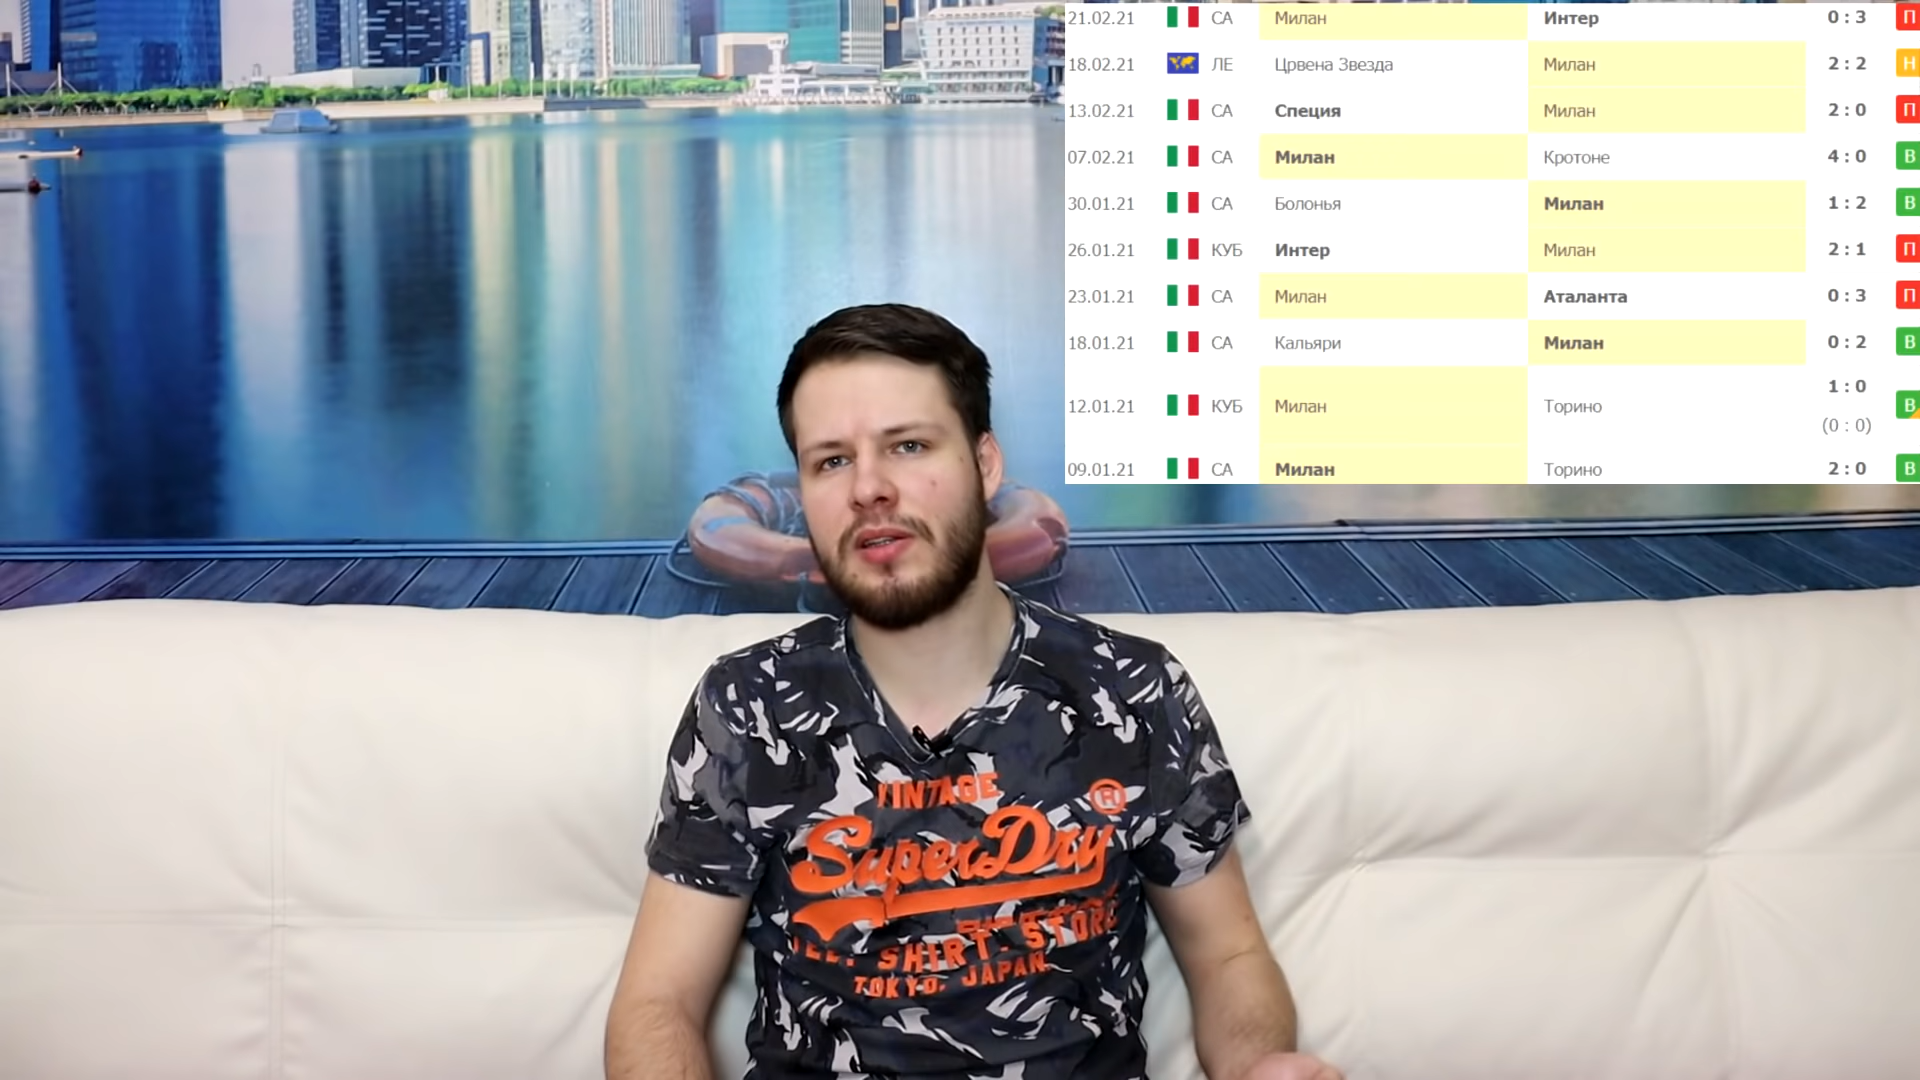 21.02.21 СА Милан Интер 0 : 3 П
18.02.21 ЛЕ Црвена Звезда Милан 2 : 2 Н
13.02.21 СА Специя Милан 2 : 0 П
07.02.21 СА Милан Кротоне 4 : 0 В
30.01.21 СА Болонья Милан 1 : 2 В
26.01.21 КУБ Интер Милан 2 : 1 П
23.01.21 СА Милан Аталанта 0 : 3 П
18.01.21 СА Кальяри Милан 0 : 2 В
12.01.21 КУБ Милан Торино 1 : 0 (0 : 0) В
09.01.21 СА Милан Торино 2 : 0 В
VINTAGE
SuperDry ®
SHIRT. STORE
TOKYO. JAPAN.